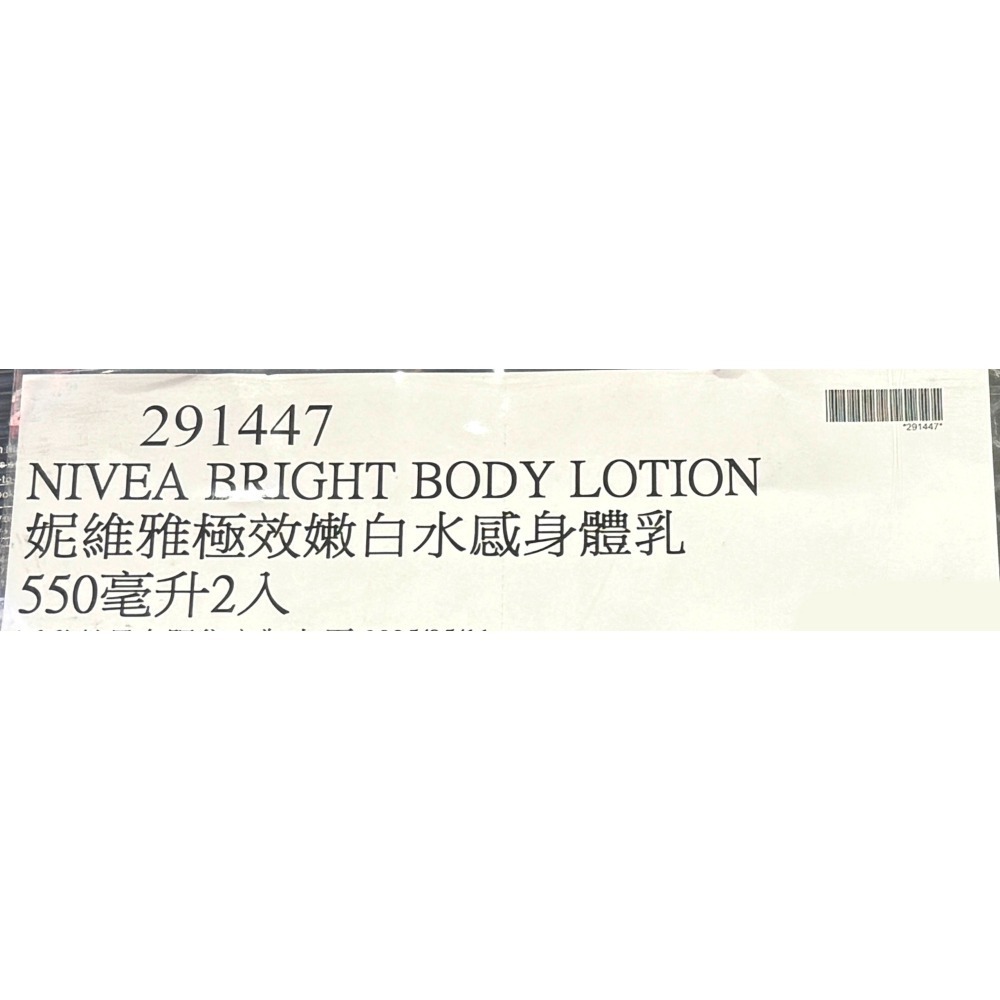 291447
*291447*
NIVEA BRIGHT BODY LOTION
妮維雅極效嫩白水感身體乳
550毫升2入